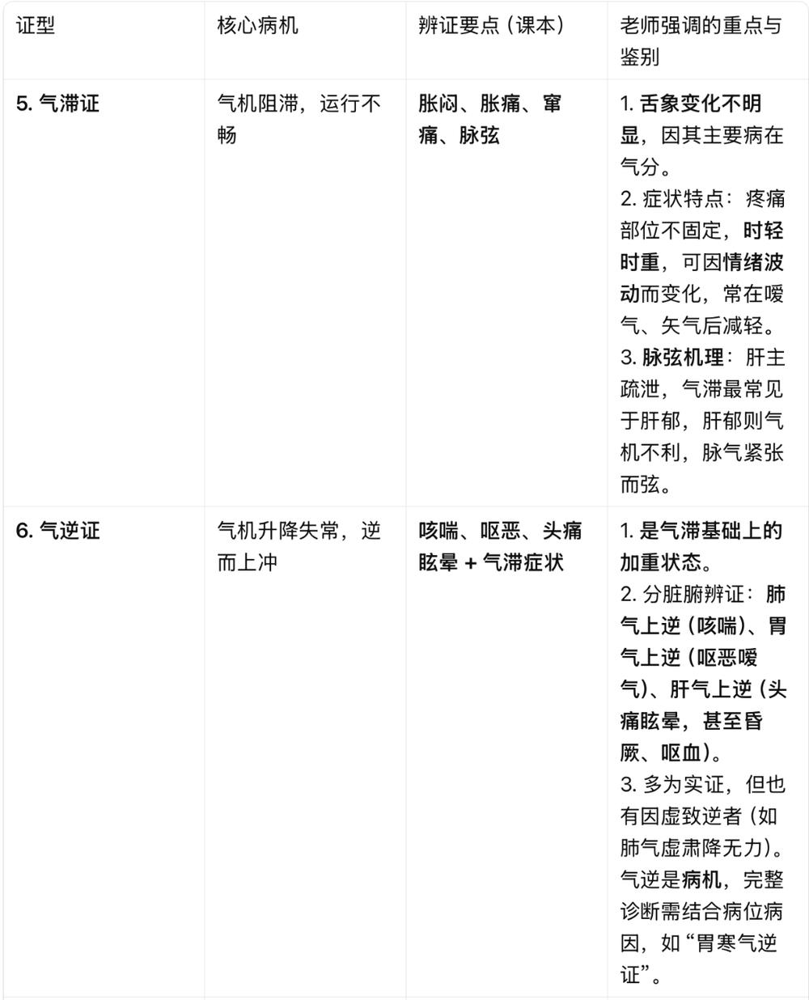 证型
核心病机
辨证要点（课本）
老师强调的重点与
鉴别
5. 气滞证
气机阻滞，运行不
畅
胀闷、胀痛、窜
痛、脉弦
1. 舌象变化不明
显，因其主要病在
气分。
2. 症状特点：疼痛
部位不固定，时轻
时重，可因情绪波
动而变化，常在嗳
气、矢气后减轻。
3. 脉弦机理：肝主
疏泄，气滞最常见
于肝郁，肝郁则气
机不利，脉气紧张
而弦。
6. 气逆证
气机升降失常，逆
而上冲
咳喘、呕恶、头痛
眩晕 + 气滞症状
1. 是气滞基础上的
加重状态。
2. 分脏腑辨证：肺
气上逆（咳喘）、胃
气上逆（呕恶嗳
气）、肝气上逆（头
痛眩晕，甚至昏
厥、呕血）。
3. 多为实证，但也
有因虚致逆者（如
肺气虚肃降无力）。
气逆是病机，完整
诊断需结合病位病
因，如“胃寒气逆
证”。